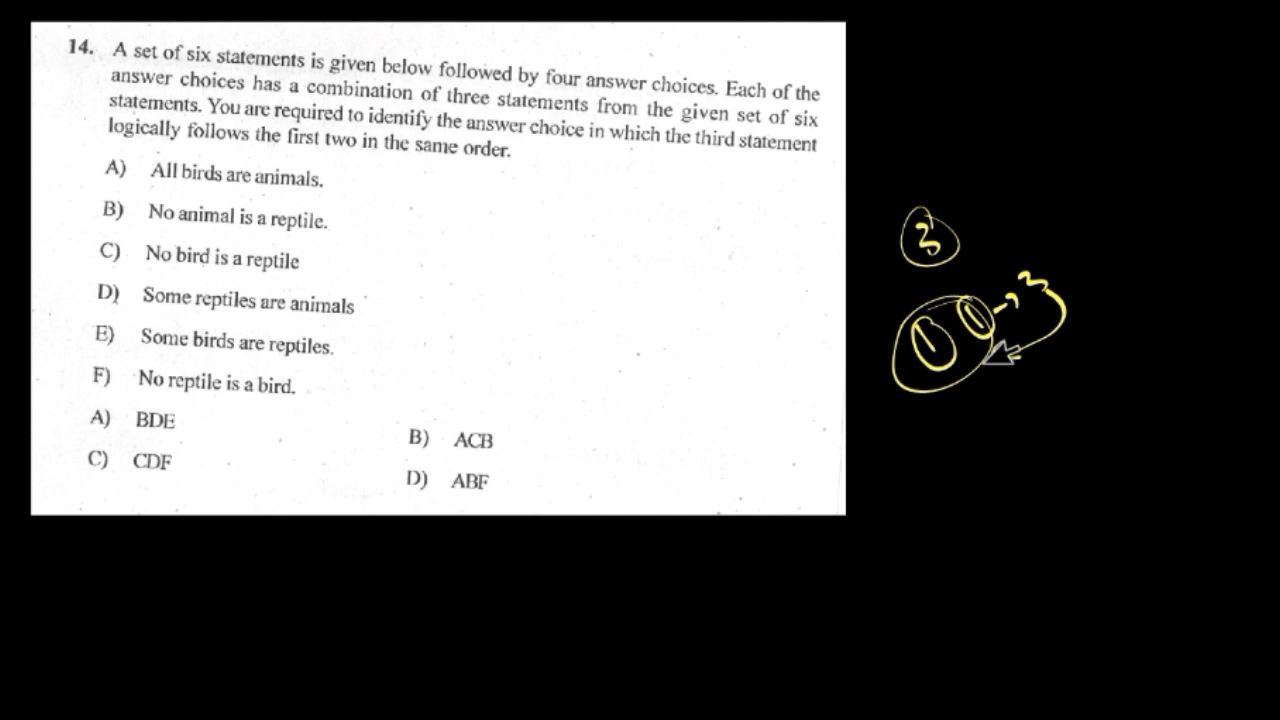 14. A set of six statements is given below followed by four answer choices. Each of the
answer choices has a combination of three statements from the given set of six
statements. You are required to identify the answer choice in which the third statement
logically follows the first two in the same order.
A) All birds are animals.
B) No animal is a reptile.
C) No bird is a reptile
D) Some reptiles are animals
E) Some birds are reptiles.
F) No reptile is a bird.
A) BDE
B) ACB
C) CDF
D) ABF
3